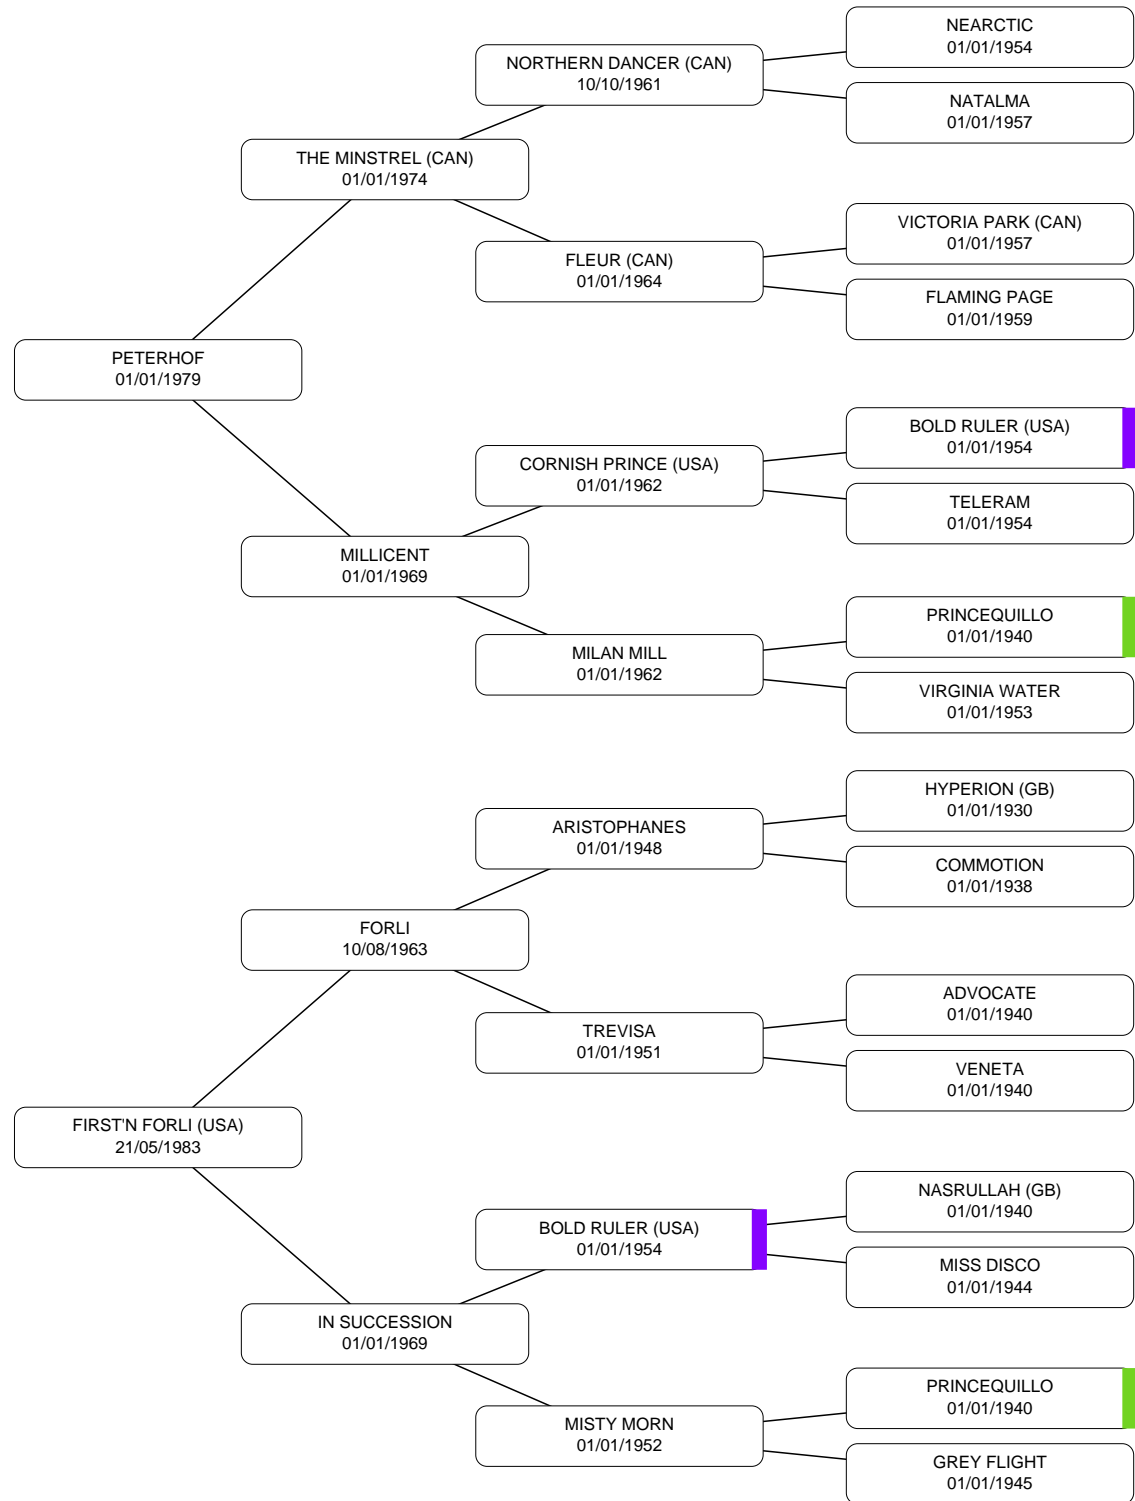 NEARCTIC
01/01/1954
NORTHERN DANCER (CAN)
10/10/1961
NATALMA
01/01/1957
THE MINSTREL (CAN)
01/01/1974
VICTORIA PARK (CAN)
01/01/1957
FLEUR (CAN)
01/01/1964
FLAMING PAGE
01/01/1959
PETERHOF
01/01/1979
BOLD RULER (USA)
01/01/1954
CORNISH PRINCE (USA)
01/01/1962
TELERAM
01/01/1954
MILLICENT
01/01/1969
PRINCEQUILLO
01/01/1940
MILAN MILL
01/01/1962
VIRGINIA WATER
01/01/1953
HYPERION (GB)
01/01/1930
ARISTOPHANES
01/01/1948
COMMOTION
01/01/1938
FORLI
10/08/1963
ADVOCATE
01/01/1940
TREVISA
01/01/1951
VENETA
01/01/1940
FIRST'N FORLI (USA)
21/05/1983
NASRULLAH (GB)
01/01/1940
BOLD RULER (USA)
01/01/1954
MISS DISCO
01/01/1944
IN SUCCESSION
01/01/1969
PRINCEQUILLO
01/01/1940
MISTY MORN
01/01/1952
GREY FLIGHT
01/01/1945